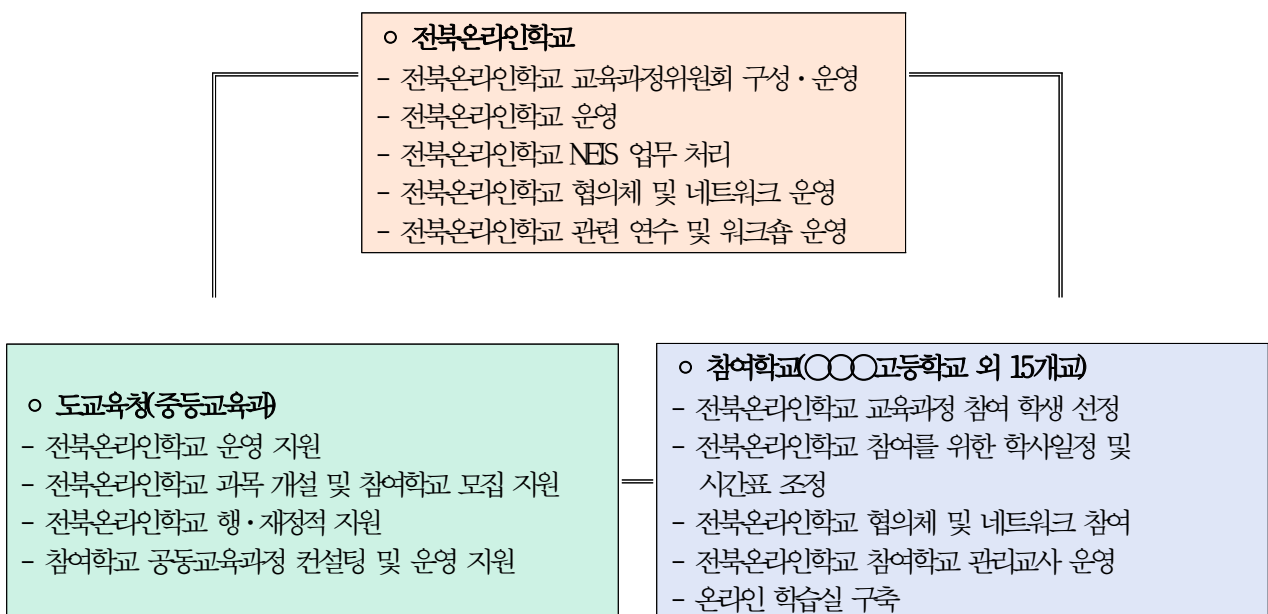 ○ 전북온라인학교
- 전북온라인학교 교육과정위원회 구성·운영
- 전북온라인학교 운영
- 전북온라인학교 NEIS 업무 처리
- 전북온라인학교 협의체 및 네트워크 운영
- 전북온라인학교 관련 연수 및 워크숍 운영
○ 도교육청(중등교육과)
- 전북온라인학교 운영 지원
- 전북온라인학교 과목 개설 및 참여학교 모집 지원
- 전북온라인학교 행·재정적 지원
- 참여학교 공동교육과정 컨설팅 및 운영 지원
○ 참여학교(○○○고등학교 외 15개교)
- 전북온라인학교 교육과정 참여 학생 선정
- 전북온라인학교 참여를 위한 학사일정 및
시간표 조정
- 전북온라인학교 협의체 및 네트워크 참여
- 전북온라인학교 참여학교 관리교사 운영
- 온라인 학습실 구축